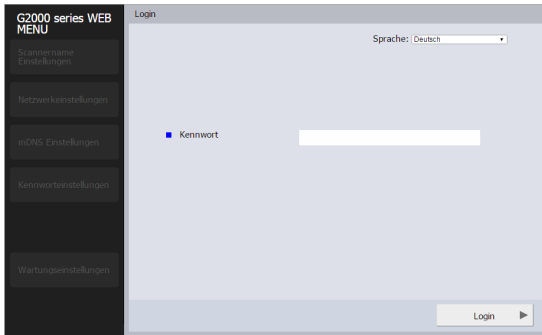 G2000 series WEB
MENU
Login
Sprache: Deutsch
Scannername
Einstellungen
Netzwerkeinstellungen
mDNS Einstellungen
Kennwort
Kennworteinstellungen
Wartungseinstellungen
Login